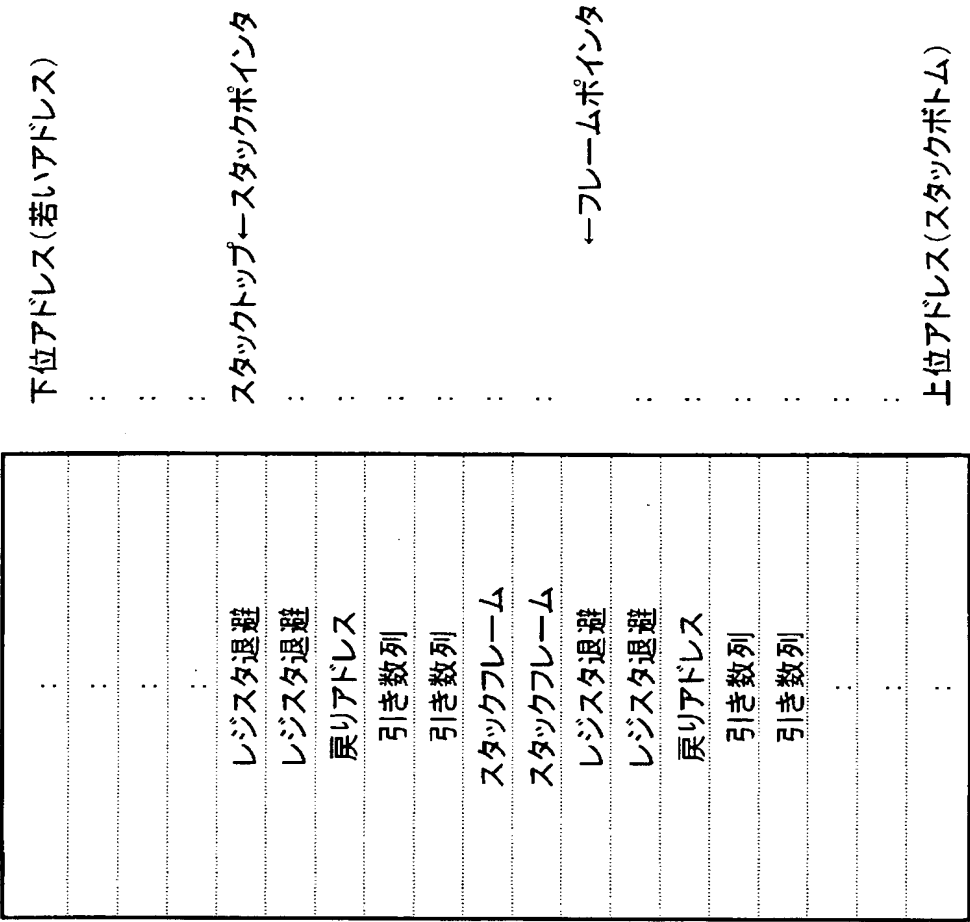 ： 下位アドレス(若いアドレス)
： ：
： ：
： ：
レジスタ退避 スタックトップ←スタックポインタ
レジスタ退避 ：
戻りアドレス ：
引き数列 ：
引き数列 ：
スタックフレーム ：
スタックフレーム ：
レジスタ退避 ←フレームポインタ
レジスタ退避 ：
戻りアドレス ：
引き数列 ：
引き数列 ：
： ：
： ：
： 上位アドレス(スタックボトム)